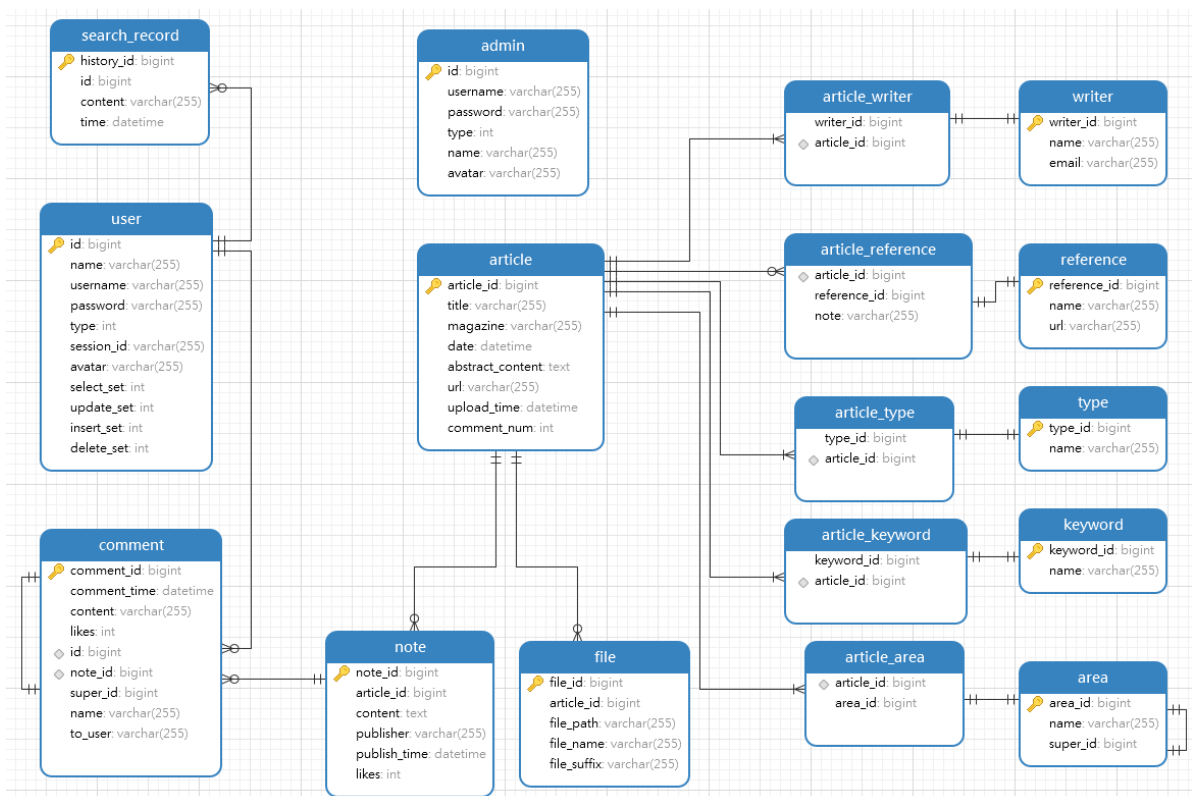 search_record
history_id: bigint
id: bigint
content: varchar(255)
time: datetime
admin
id: bigint
username: varchar(255)
password: varchar(255)
type: int
name: varchar(255)
avatar: varchar(255)
article_writer
writer_id: bigint
article_id: bigint
writer
writer_id: bigint
name: varchar(255)
email: varchar(255)
user
id: bigint
name: varchar(255)
username: varchar(255)
password: varchar(255)
type: int
session_id: varchar(255)
avatar: varchar(255)
select_set: int
update_set: int
insert_set: int
delete_set: int
article
article_id: bigint
title: varchar(255)
magazine: varchar(255)
date: datetime
abstract_content: text
url: varchar(255)
upload_time: datetime
comment_num: int
article_reference
article_id: bigint
reference_id: bigint
note: varchar(255)
reference
reference_id: bigint
name: varchar(255)
url: varchar(255)
article_type
type_id: bigint
article_id: bigint
type
type_id: bigint
name: varchar(255)
article_keyword
keyword_id: bigint
article_id: bigint
keyword
keyword_id: bigint
name: varchar(255)
comment
comment_id: bigint
comment_time: datetime
content: varchar(255)
likes: int
id: bigint
note_id: bigint
super_id: bigint
name: varchar(255)
to_user: varchar(255)
note
note_id: bigint
article_id: bigint
content: text
publisher: varchar(255)
publish_time: datetime
likes: int
file
file_id: bigint
article_id: bigint
file_path: varchar(255)
file_name: varchar(255)
file_suffix: varchar(255)
article_area
article_id: bigint
area_id: bigint
area
area_id: bigint
name: varchar(255)
super_id: bigint